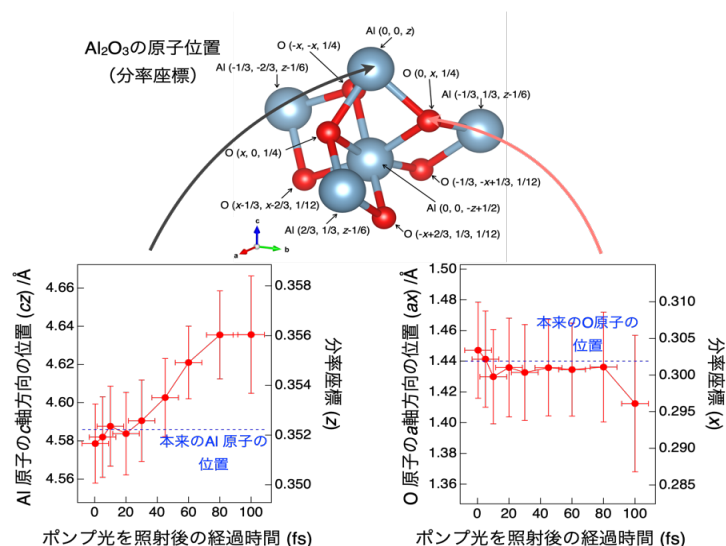 Al₂O₃の原子位置
（分率座標）
Al (0, 0, z)
O (-x, -x, 1/4)
O (0, x, 1/4)
Al (-1/3, -2/3, z-1/6)
Al (-1/3, 1/3, z-1/6)
O (x, 0, 1/4)
O (-1/3, -x+1/3, 1/12)
O (x-1/3, x-2/3, 1/12)
Al (0, 0, -z+1/2)
Al (2/3, 1/3, z-1/6)
O (-x+2/3, 1/3, 1/12)
c
a
b
Al 原子のc軸方向の位置 (cz) /Å
4.66
4.64
4.62
4.60
4.58
4.56
0.358
0.356
0.354
0.352
0.350
分率座標 (z)
本来のAl 原子の
位置
0 20 40 60 80 100
ポンプ光を照射後の経過時間 (fs)
O 原子のa軸方向の位置 (ax) /Å
1.50
1.48
1.46
1.44
1.42
1.40
1.38
1.36
0.310
0.305
0.300
0.295
0.290
0.285
分率座標 (x)
本来のO原子の
位置
0 20 40 60 80 100
ポンプ光を照射後の経過時間 (fs)